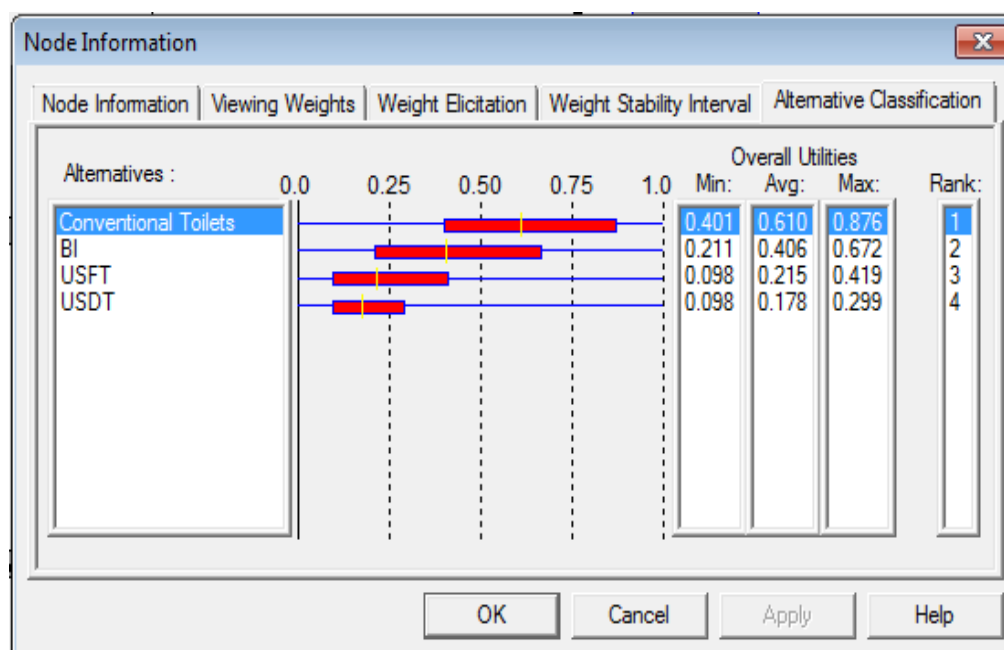 Node Information
Node Information Viewing Weights Weight Elicitation Weight Stability Interval Alternative Classification
Overall Utilities
Alternatives : 0.0 0.25 0.50 0.75 1.0 Min: Avg: Max: Rank:
Conventional Toilets 0.401 0.610 0.876 1
BI 0.211 0.406 0.672 2
USFT 0.098 0.215 0.419 3
USDT 0.098 0.178 0.299 4
OK Cancel Apply Help